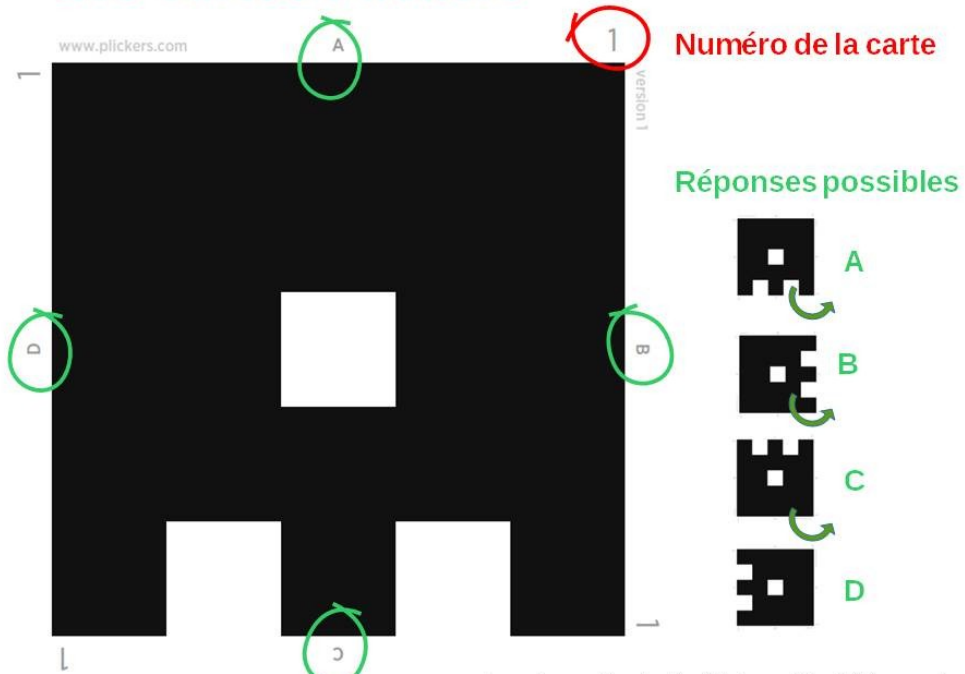 www.plickers.com
A
1
Numéro de la carte
1
version 1
Réponses possibles
A
D
B
B
C
D
1
C
1